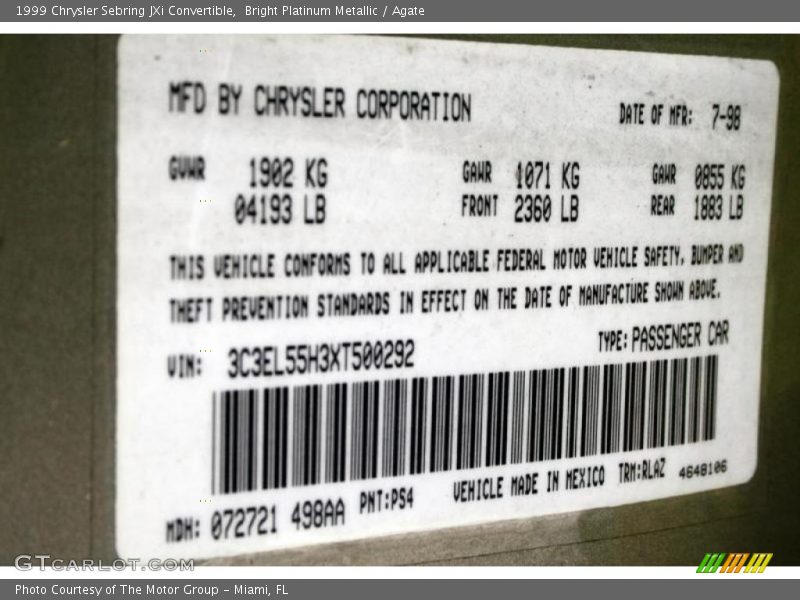 1999 Chrysler Sebring JXi Convertible, Bright Platinum Metallic / Agate
MFD BY CHRYSLER CORPORATION DATE OF MFR: 7-98
GVWR 1902 KG GAWR 1071 KG GAWR 0855 KG
04193 LB FRONT 2360 LB REAR 1883 LB
THIS VEHICLE CONFORMS TO ALL APPLICABLE FEDERAL MOTOR VEHICLE SAFETY, BUMPER AND
THEFT PREVENTION STANDARDS IN EFFECT ON THE DATE OF MANUFACTURE SHOWN ABOVE.
VIN: 3C3EL55H3XT500292 TYPE: PASSENGER CAR
MDH: 072721 498AA PNT:PS4 VEHICLE MADE IN MEXICO TRM:RLAZ 4648106
GTCARLOT.COM
Photo Courtesy of The Motor Group - Miami, FL